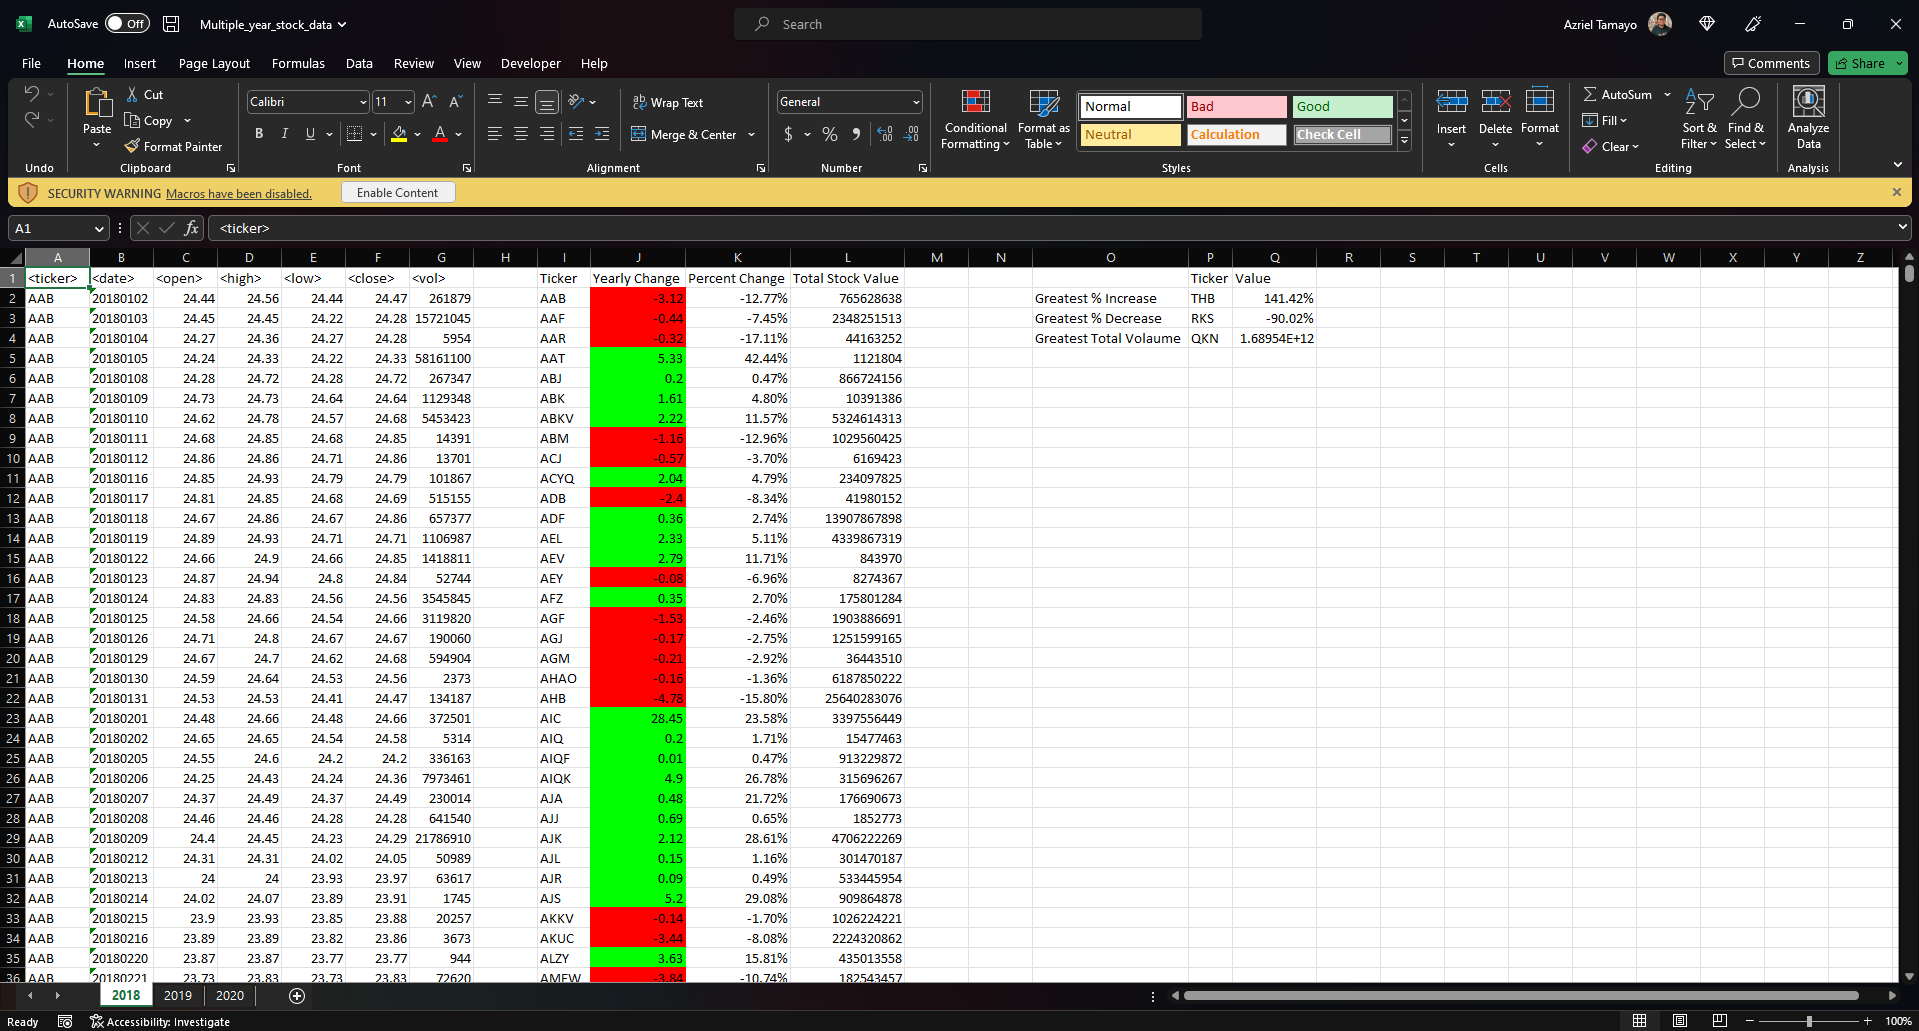 AutoSave Off Multiple_year_stock_data Search Azriel Tamayo
File Home Insert Page Layout Formulas Data Review View Developer Help Comments Share
Cut Calibri 11 Wrap Text General Normal Bad Good AutoSum
Copy
Paste Format Painter B I U Merge & Center $ % Conditional Formatting Format as Table Neutral Calculation Check Cell Insert Delete Format Fill Clear Sort & Filter Find & Select Analyze Data
Undo Clipboard Font Alignment Number Styles Cells Editing Analysis
SECURITY WARNING Macros have been disabled. Enable Content
A1 fx <ticker>
A B C D E F G H I J K L M N O P Q R S T U V W X Y Z
1 <ticker> <date> <open> <high> <low> <close> <vol> Ticker Yearly Change Percent Change Total Stock Value Ticker Value
2 AAB 20180102 24.44 24.56 24.44 24.47 261879 AAB -3.12 -12.77% 765628638 Greatest % Increase THB 141.42%
3 AAB 20180103 24.45 24.45 24.22 24.28 15721045 AAF -0.44 -7.45% 2348251513 Greatest % Decrease RKS -90.02%
4 AAB 20180104 24.27 24.36 24.27 24.28 5954 AAR -0.32 -17.11% 44163252 Greatest Total Volaume QKN 1.68954E+12
5 AAB 20180105 24.24 24.33 24.22 24.33 58161100 AAT 5.33 42.44% 1121804
6 AAB 20180108 24.28 24.72 24.28 24.72 267347 ABJ 0.2 0.47% 866724156
7 AAB 20180109 24.73 24.73 24.64 24.64 1129348 ABK 1.61 4.80% 10391386
8 AAB 20180110 24.62 24.78 24.57 24.68 5453423 ABKV 2.22 11.57% 5324614313
9 AAB 20180111 24.68 24.85 24.68 24.85 14391 ABM -1.16 -12.96% 1029560425
10 AAB 20180112 24.86 24.86 24.71 24.86 13701 ACJ -0.57 -3.70% 6169423
11 AAB 20180116 24.85 24.93 24.79 24.79 101867 ACYQ 2.04 4.79% 234097825
12 AAB 20180117 24.81 24.85 24.68 24.69 515155 ADB -2.4 -8.34% 41980152
13 AAB 20180118 24.67 24.86 24.67 24.86 657377 ADF 0.36 2.74% 13907867898
14 AAB 20180119 24.89 24.93 24.71 24.71 1106987 AEL 2.33 5.11% 4339867319
15 AAB 20180122 24.66 24.9 24.66 24.85 1418811 AEV 2.79 11.71% 843970
16 AAB 20180123 24.87 24.94 24.8 24.84 52744 AEY -0.08 -6.96% 8274367
17 AAB 20180124 24.83 24.83 24.56 24.56 3545845 AFZ 0.35 2.70% 175801284
18 AAB 20180125 24.58 24.66 24.54 24.66 3119820 AGF -1.53 -2.46% 1903886691
19 AAB 20180126 24.71 24.8 24.67 24.67 190060 AGJ -0.17 -2.75% 1251599165
20 AAB 20180129 24.67 24.7 24.62 24.68 594904 AGM -0.21 -2.92% 36443510
21 AAB 20180130 24.59 24.64 24.53 24.56 2373 AHAO -0.16 -1.36% 6187850222
22 AAB 20180131 24.53 24.53 24.41 24.47 134187 AHB -4.78 -15.80% 25640283076
23 AAB 20180201 24.48 24.66 24.48 24.66 372501 AIC 28.45 23.58% 3397556449
24 AAB 20180202 24.65 24.65 24.54 24.58 5314 AIQ 0.2 1.71% 15477463
25 AAB 20180205 24.55 24.6 24.2 24.2 336163 AIQF 0.01 0.47% 913229872
26 AAB 20180206 24.25 24.43 24.24 24.36 7973461 AIQK 4.9 26.78% 315696267
27 AAB 20180207 24.37 24.49 24.37 24.49 230014 AJA 0.48 21.72% 176690673
28 AAB 20180208 24.46 24.46 24.28 24.28 641540 AJJ 0.69 0.65% 1852773
29 AAB 20180209 24.4 24.45 24.23 24.29 21786910 AJK 2.12 28.61% 4706222269
30 AAB 20180212 24.31 24.31 24.02 24.05 50989 AJL 0.15 1.16% 301470187
31 AAB 20180213 24 24 23.93 23.97 63617 AJR 0.09 0.49% 533445954
32 AAB 20180214 24.02 24.07 23.89 23.91 1745 AJS 5.2 29.08% 909864878
33 AAB 20180215 23.9 23.93 23.85 23.88 20257 AKKV -0.14 -1.70% 1026224221
34 AAB 20180216 23.89 23.89 23.82 23.86 3673 AKUC -3.44 -8.08% 2224320862
35 AAB 20180220 23.87 23.87 23.77 23.77 944 ALZY 3.63 15.81% 435013558
36 AAB 20180221 23.73 23.83 23.73 23.83 72620 AMEW -3.84 -10.74% 182543457
2018 2019 2020
Ready Accessibility: Investigate 100%